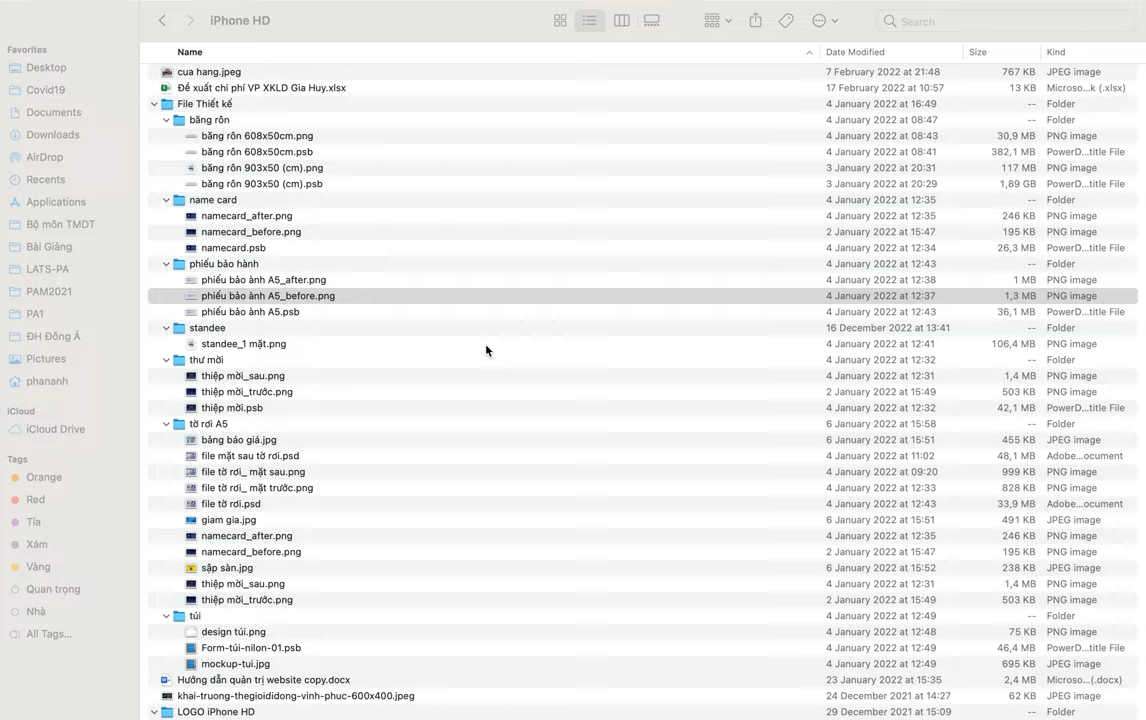 iPhone HD
Search
Favorites
Desktop
Covid19
Documents
Downloads
AirDrop
Recents
Applications
Bộ môn TMDT
Bài Giảng
LATS-PA
PAM2021
PA1
ĐH Đông Á
Pictures
phananh
iCloud
iCloud Drive
Tags
Orange
Red
Tía
Xám
Vàng
Quan trọng
Nhà
All Tags...
Name Date Modified Size Kind
cua hang.jpeg 7 February 2022 at 21:48 767 KB JPEG image
Đề xuất chi phí VP XKLD Gia Huy.xlsx 17 February 2022 at 10:57 13 KB Microso...k (.xlsx)
File Thiết kế 4 January 2022 at 16:49 -- Folder
băng rôn 4 January 2022 at 08:47 -- Folder
băng rôn 608x50cm.png 4 January 2022 at 08:43 30,9 MB PNG image
băng rôn 608x50cm.psb 4 January 2022 at 08:41 382,1 MB PowerD...title File
băng rôn 903x50 (cm).png 3 January 2022 at 20:31 117 MB PNG image
băng rôn 903x50 (cm).psb 3 January 2022 at 20:29 1,89 GB PowerD...title File
name card 4 January 2022 at 12:35 -- Folder
namecard_after.png 4 January 2022 at 12:35 246 KB PNG image
namecard_before.png 2 January 2022 at 15:47 195 KB PNG image
namecard.psb 4 January 2022 at 12:34 26,3 MB PowerD...title File
phiếu bảo hành 4 January 2022 at 12:43 -- Folder
phiếu bảo ành A5_after.png 4 January 2022 at 12:38 1 MB PNG image
phiếu bảo ành A5_before.png 4 January 2022 at 12:37 1,3 MB PNG image
phiếu bảo ành A5.psb 4 January 2022 at 12:43 36,1 MB PowerD...title File
standee 16 December 2022 at 13:41 -- Folder
standee_1 mặt.png 4 January 2022 at 12:41 106,4 MB PNG image
thư mời 4 January 2022 at 12:32 -- Folder
thiệp mời_sau.png 4 January 2022 at 12:31 1,4 MB PNG image
thiệp mời_trước.png 2 January 2022 at 15:49 503 KB PNG image
thiệp mời.psb 4 January 2022 at 12:32 42,1 MB PowerD...title File
tờ rơi A5 6 January 2022 at 15:58 -- Folder
bảng báo giá.jpg 6 January 2022 at 15:51 455 KB JPEG image
file mặt sau tờ rơi.psd 4 January 2022 at 11:02 48,1 MB Adobe...ocument
file tờ rơi_ mặt sau.png 4 January 2022 at 09:20 999 KB PNG image
file tờ rơi_ mặt trước.png 4 January 2022 at 12:33 828 KB PNG image
file tờ rơi.psd 4 January 2022 at 12:43 33,9 MB Adobe...ocument
giam gia.jpg 6 January 2022 at 15:51 491 KB JPEG image
namecard_after.png 4 January 2022 at 12:35 246 KB PNG image
namecard_before.png 2 January 2022 at 15:47 195 KB PNG image
sập sàn.jpg 6 January 2022 at 15:52 238 KB JPEG image
thiệp mời_sau.png 4 January 2022 at 12:31 1,4 MB PNG image
thiệp mời_trước.png 2 January 2022 at 15:49 503 KB PNG image
túi 4 January 2022 at 12:49 -- Folder
design túi.png 4 January 2022 at 12:48 75 KB PNG image
Form-túi-nilon-01.psb 4 January 2022 at 12:49 46,4 MB PowerD...title File
mockup-tui.jpg 4 January 2022 at 12:49 695 KB JPEG image
Hướng dẫn quản trị website copy.docx 23 January 2022 at 15:35 2,4 MB Microso...(.docx)
khai-truong-thegioididong-vinh-phuc-600x400.jpeg 24 December 2021 at 14:27 62 KB JPEG image
LOGO iPhone HD 29 December 2021 at 15:09 -- Folder